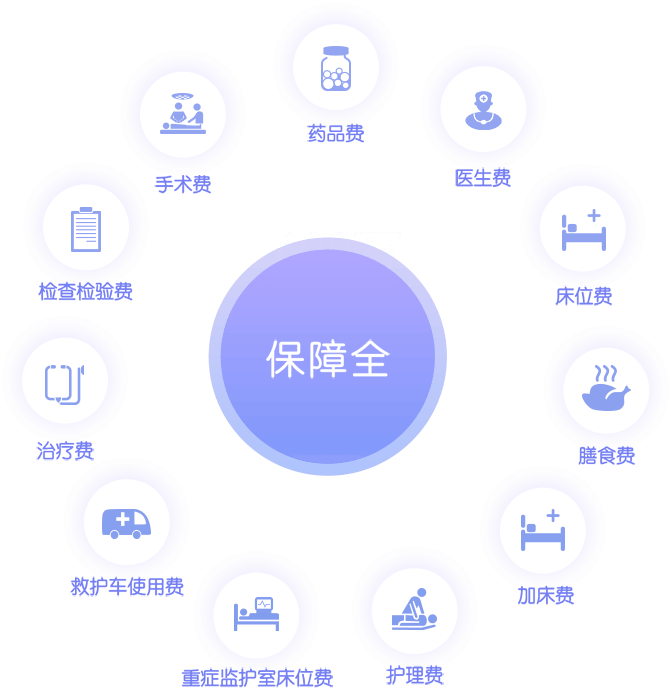 药品费
手术费
医生费
检查检验费
床位费
保障全
治疗费
膳食费
救护车使用费
加床费
重症监护室床位费
护理费